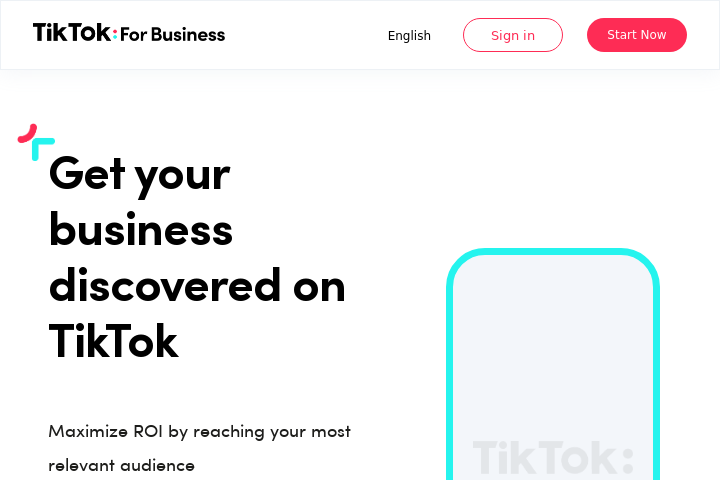 TikTok: For Business
English
Sign in
Start Now
Get your
business
discovered on
TikTok
Maximize ROI by reaching your most
relevant audience
TikTok: